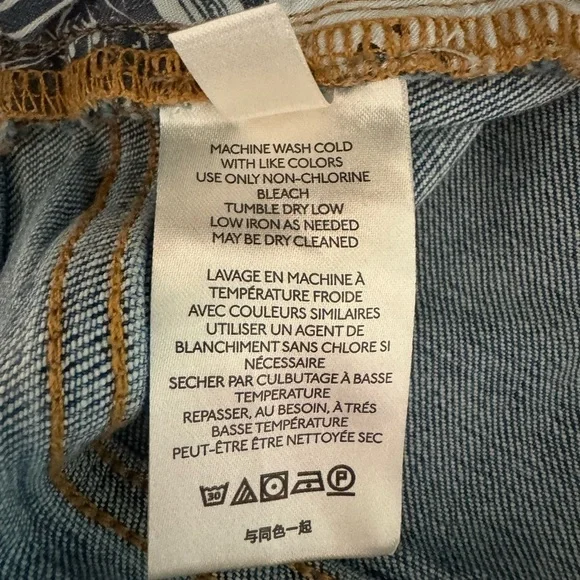 MACHINE WASH COLD
WITH LIKE COLORS
USE ONLY NON-CHLORINE
BLEACH
TUMBLE DRY LOW
LOW IRON AS NEEDED
MAY BE DRY CLEANED
LAVAGE EN MACHINE À
TEMPÉRATURE FROIDE
AVEC COULEURS SIMILAIRES
UTILISER UN AGENT DE
BLANCHIMENT SANS CHLORE SI
NÉCESSAIRE
SECHER PAR CULBUTAGE À BASSE
TEMPERATURE
REPASSER, AU BESOIN, À TRÉS
BASSE TEMPÉRATURE
PEUT-ÊTRE ÊTRE NETTOYÉE SEC
30 P
与同色一起